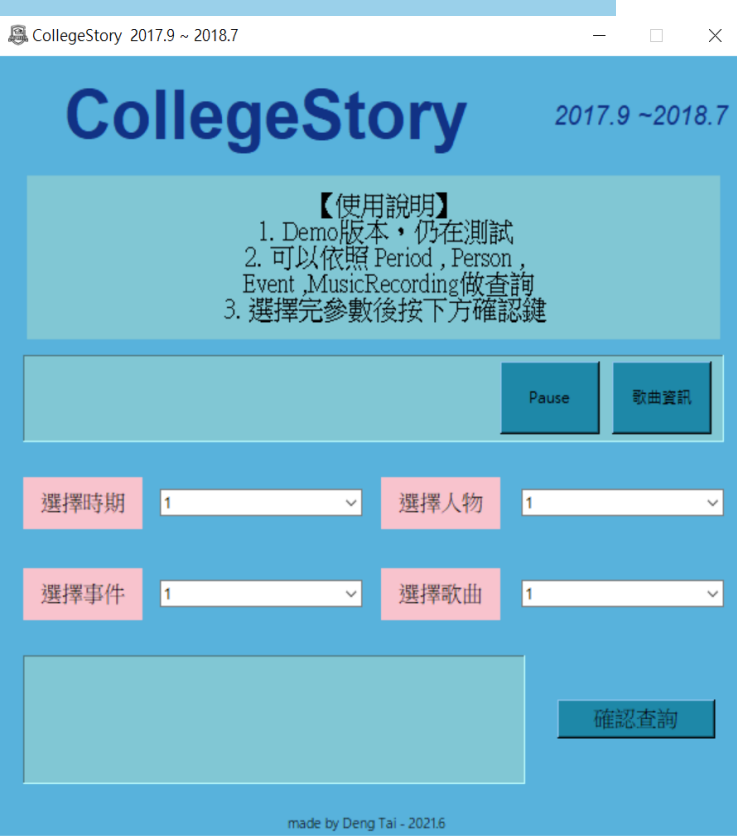 CollegeStory 2017.9 ~ 2018.7
CollegeStory
2017.9 ~2018.7
【使用說明】
1. Demo版本，仍在測試
2. 可以依照 Period , Person ,
Event ,MusicRecording做查詢
3. 選擇完參數後按下方確認鍵
Pause
歌曲資訊
選擇時期
1
選擇人物
1
選擇事件
1
選擇歌曲
1
確認查詢
made by Deng Tai - 2021.6